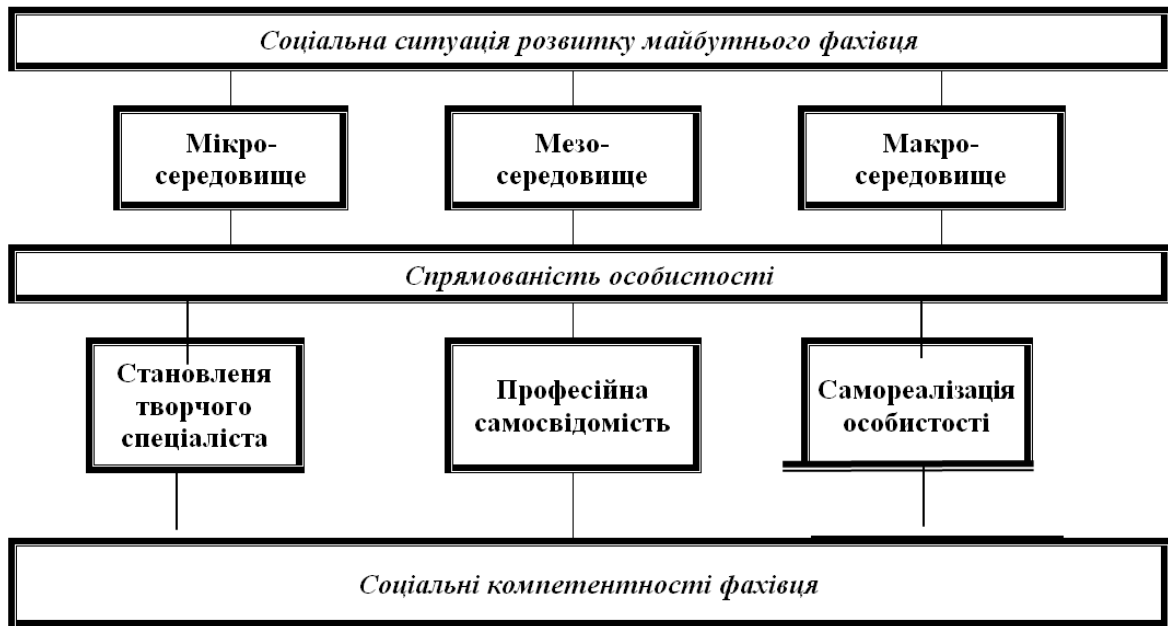 Соціальна ситуація розвитку майбутнього фахівця
Мікро-
середовище
Мезо-
середовище
Макро-
середовище
Спрямованість особистості
Становленя
творчого
спеціаліста
Професійна
самосвідомість
Самореалізація
особистості
Соціальні компетентності фахівця